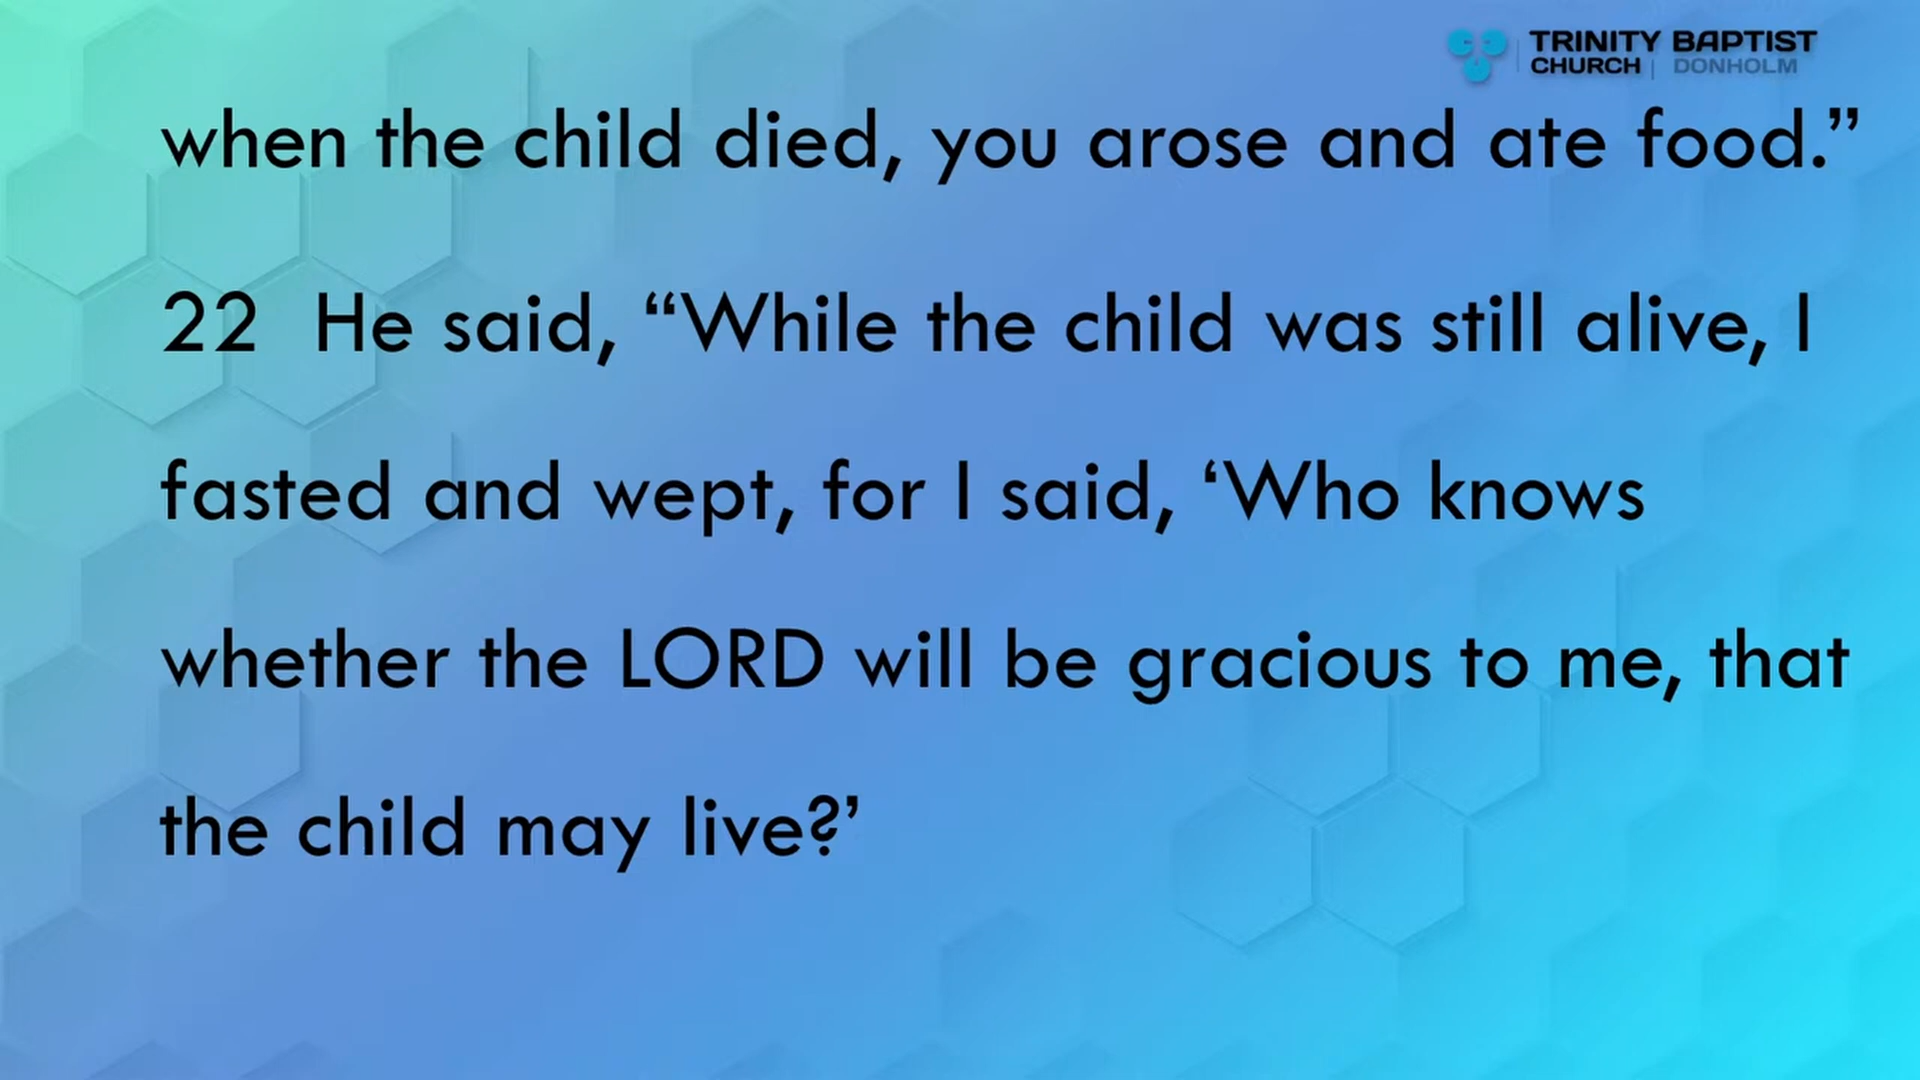 TRINITY BAPTIST
CHURCH | DONHOLM
when the child died, you arose and ate food.”
22 He said, “While the child was still alive, I
fasted and wept, for I said, ‘Who knows
whether the LORD will be gracious to me, that
the child may live?’